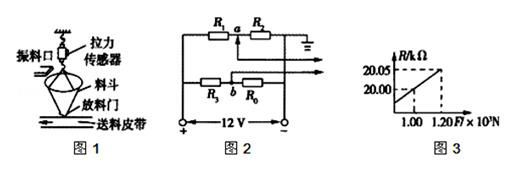 拉力
传感器
振料口
料斗
放料门
送料皮带
图1
R₁
a
R₂
R₃
b
R₀
+
12 V
−
图2
R/kΩ
20.05
20.00
1.00
1.20
F/×10³N
图3